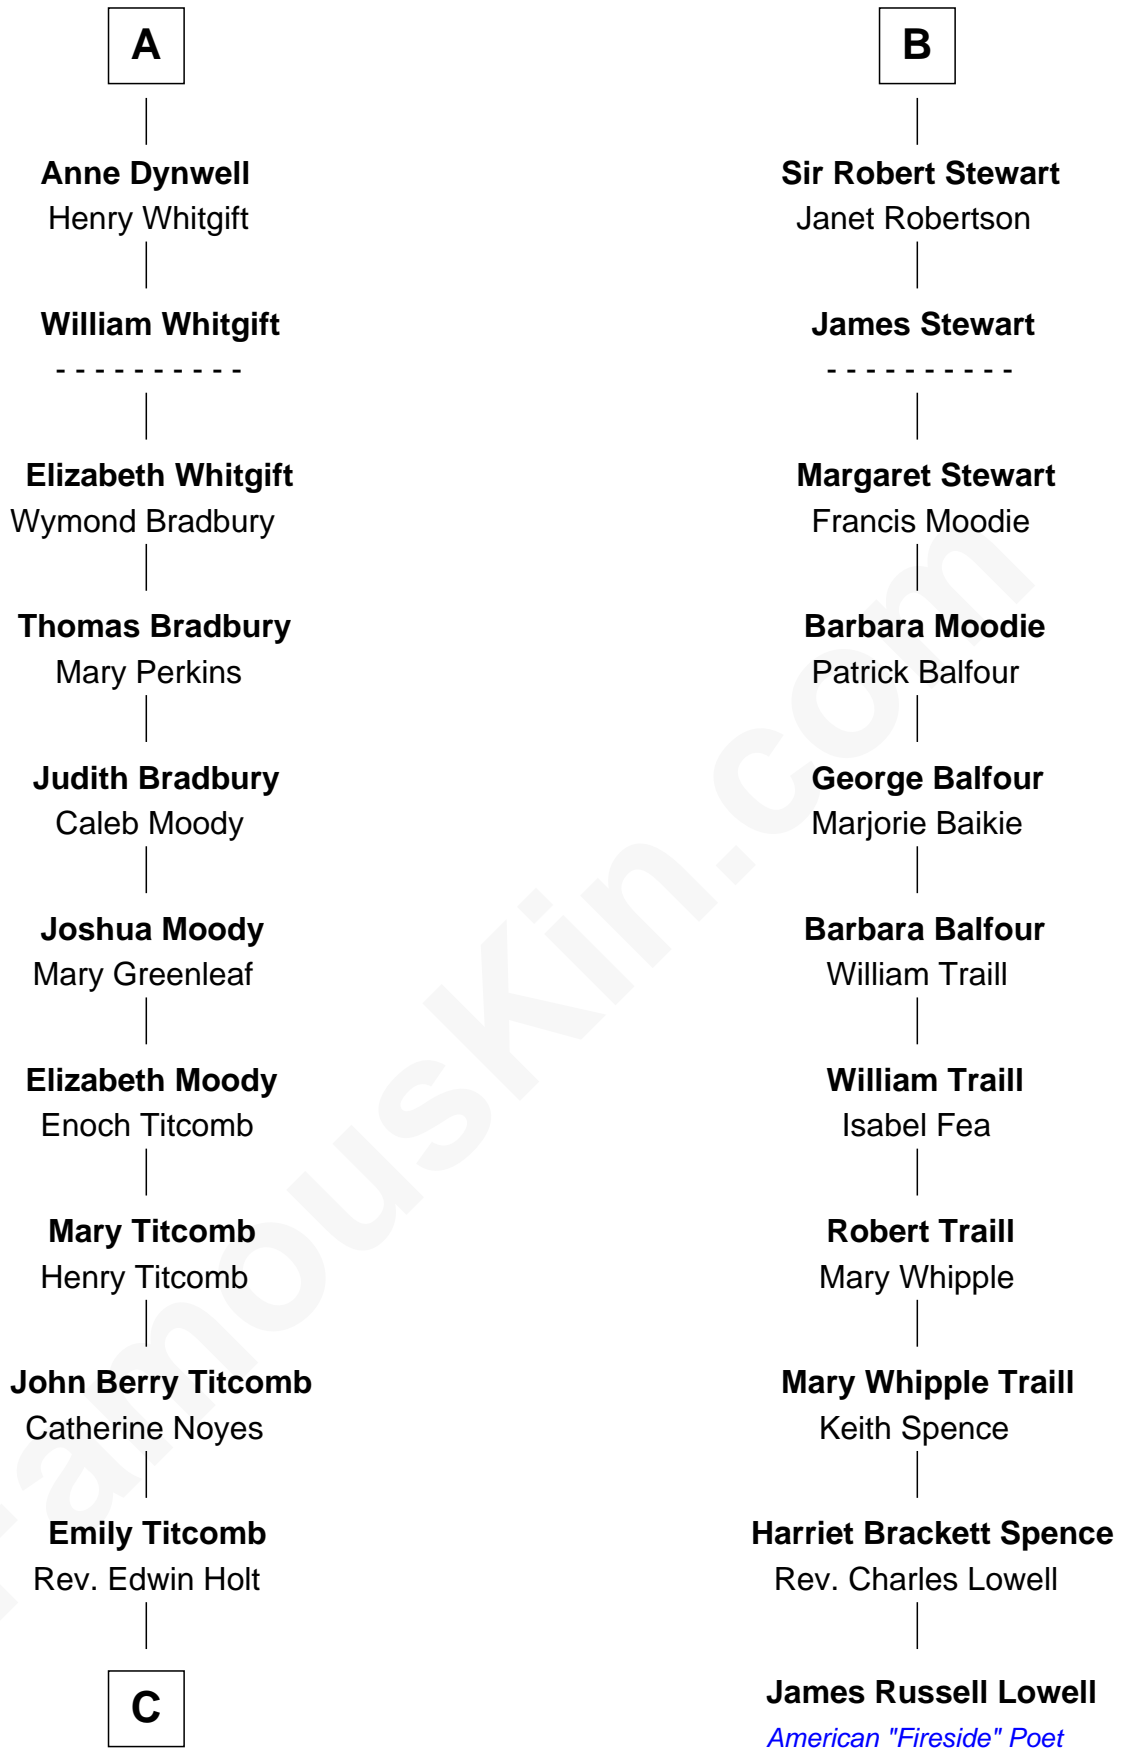 A
Anne Dynwell
Henry Whitgift
William Whitgift
- - - - - - - - - -
Elizabeth Whitgift
Wymond Bradbury
Thomas Bradbury
Mary Perkins
Judith Bradbury
Caleb Moody
Joshua Moody
Mary Greenleaf
Elizabeth Moody
Enoch Titcomb
Mary Titcomb
Henry Titcomb
John Berry Titcomb
Catherine Noyes
Emily Titcomb
Rev. Edwin Holt
C
B
Sir Robert Stewart
Janet Robertson
James Stewart
- - - - - - - - - -
Margaret Stewart
Francis Moodie
Barbara Moodie
Patrick Balfour
George Balfour
Marjorie Baikie
Barbara Balfour
William Traill
William Traill
Isabel Fea
Robert Traill
Mary Whipple
Mary Whipple Traill
Keith Spence
Harriet Brackett Spence
Rev. Charles Lowell
James Russell Lowell
American "Fireside" Poet
FamousKin.com